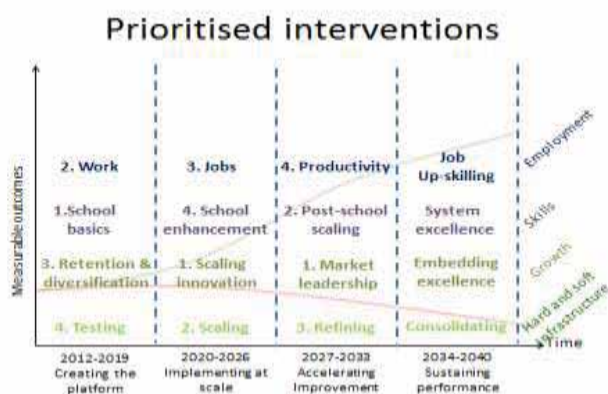 Prioritised interventions
Measurable outcomes
2. Work
3. Jobs
4. Productivity
Job
Up-skilling
Employment
1.School
basics
4. School
enhancement
2. Post-school
scaling
System
excellence
Skills
3. Retention &
diversification
1. Scaling
innovation
1. Market
leadership
Embedding
excellence
Growth
4. Testing
2. Scaling
3. Refining
Consolidating
Hard and soft
infrastructure
Time
2012-2019
Creating the
platform
2020-2026
Implementing at
scale
2027-2033
Accelerating
Improvement
2034-2040
Sustaining
performance